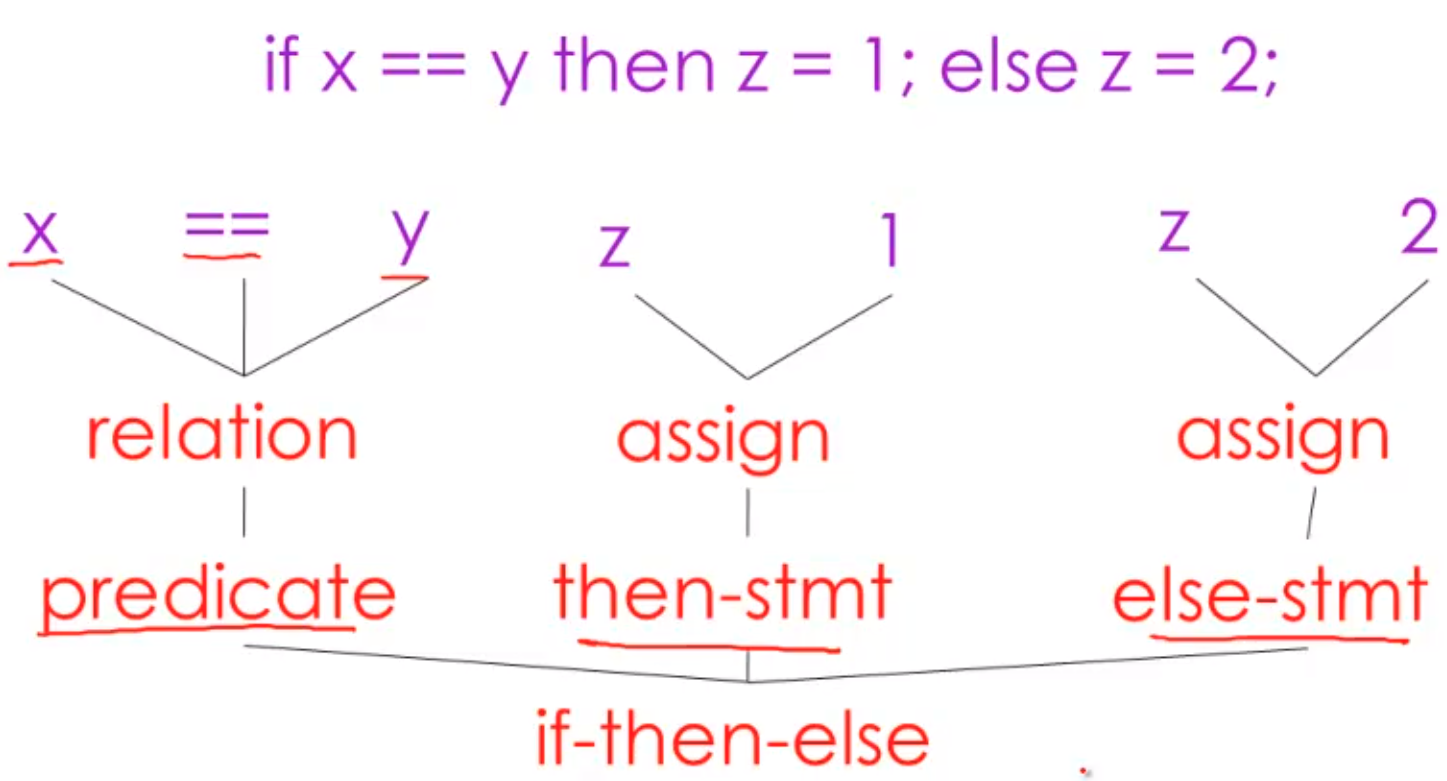 if x == y then z = 1; else z = 2;
x == y z 1 z 2
relation assign assign
predicate then-stmt else-stmt
if-then-else